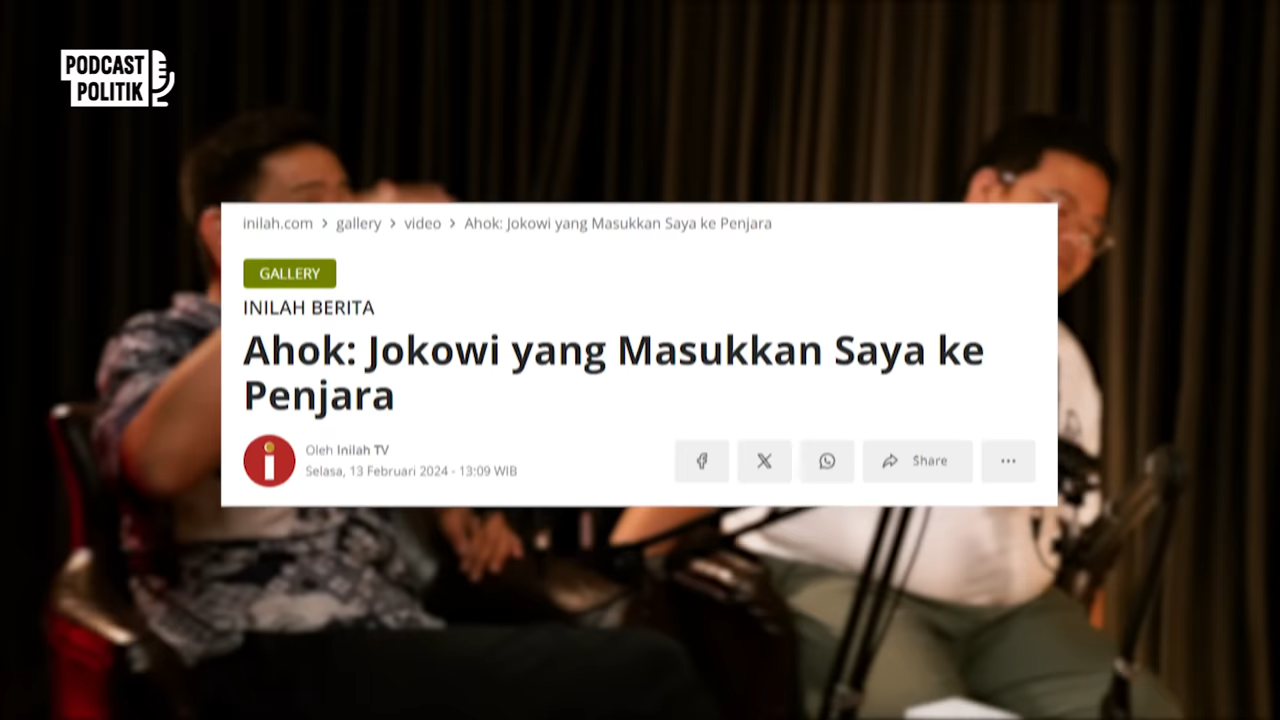 PODCAST
POLITIK
inilah.com > gallery > video > Ahok: Jokowi yang Masukkan Saya ke Penjara
GALLERY
INILAH BERITA
Ahok: Jokowi yang Masukkan Saya ke
Penjara
Oleh Inilah TV
Selasa, 13 Februari 2024 - 13:09 WIB
Share